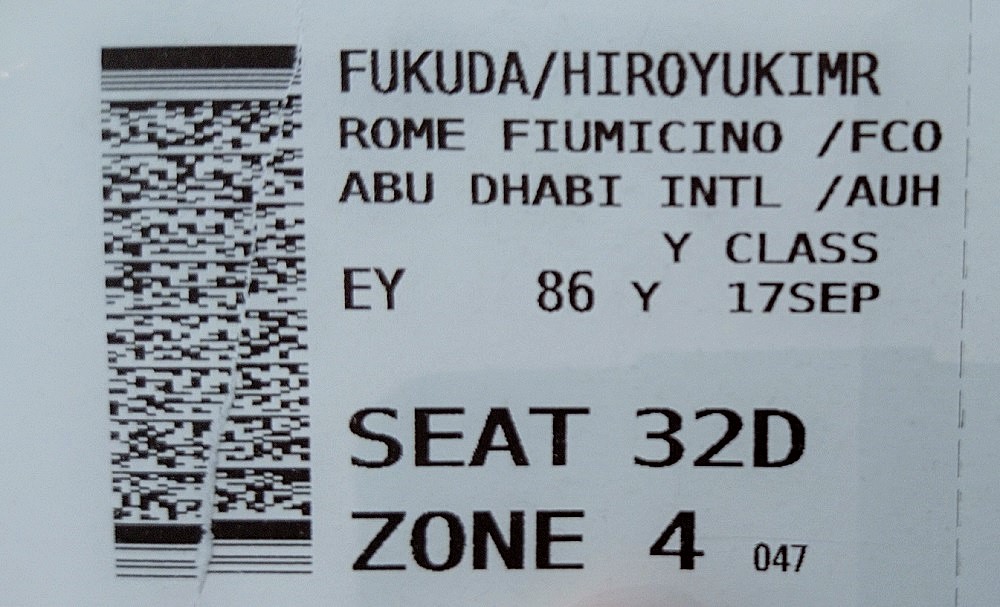 FUKUDA/HIROYUKIMR
ROME FIUMICINO /FCO
ABU DHABI INTL /AUH
Y CLASS
EY 86 Y 17SEP
SEAT 32D
ZONE 4 047